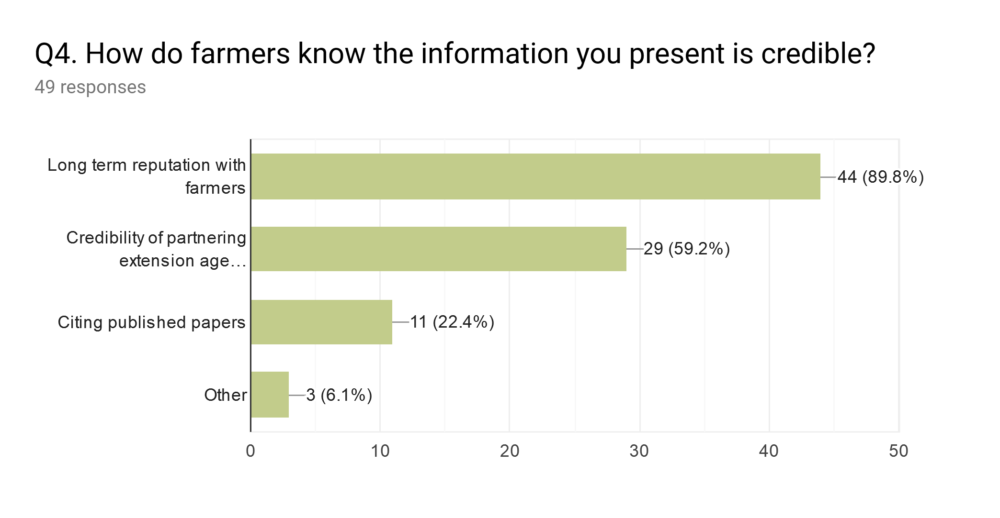 Q4. How do farmers know the information you present is credible?
49 responses
Long term reputation with
farmers
44 (89.8%)
Credibility of partnering
extension age…
29 (59.2%)
Citing published papers
11 (22.4%)
Other
3 (6.1%)
0
10
20
30
40
50